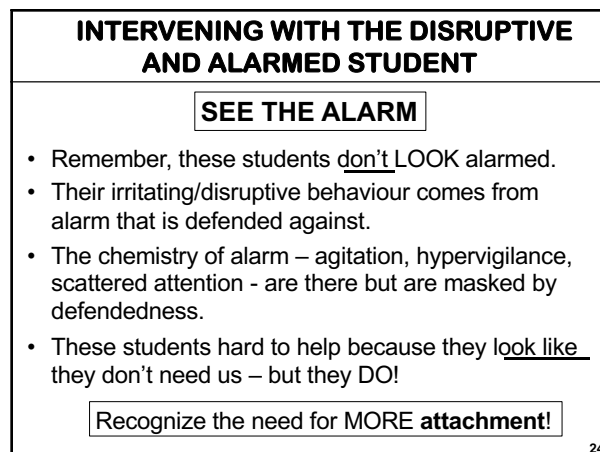 INTERVENING WITH THE DISRUPTIVE
AND ALARMED STUDENT
SEE THE ALARM
• Remember, these students don't LOOK alarmed.
• Their irritating/disruptive behaviour comes from
alarm that is defended against.
• The chemistry of alarm – agitation, hypervigilance,
scattered attention - are there but are masked by
defendedness.
• These students hard to help because they look like
they don't need us – but they DO!
Recognize the need for MORE attachment!
24